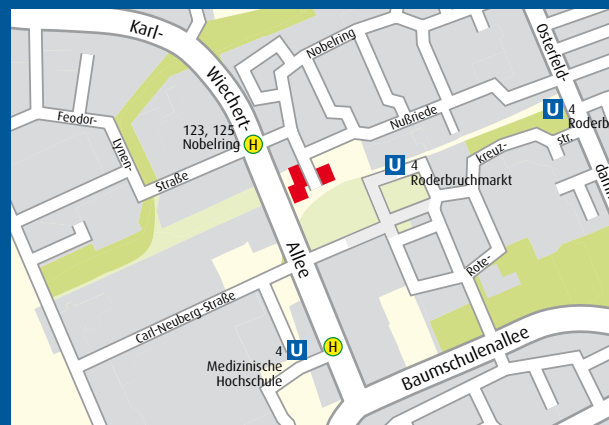 Karl-
Wiechert-
Allee
Nobelring
Osterfeld-
damm
Feodor-
Lynen-
Straße
123, 125
Nobelring
H
Nußriede
U
4
Roderb
U
4
Roderbruchmarkt
kreuz-
str.
Rote-
Carl-Neuberg-Straße
4
U
Medizinische
Hochschule
H
Baumschulenallee